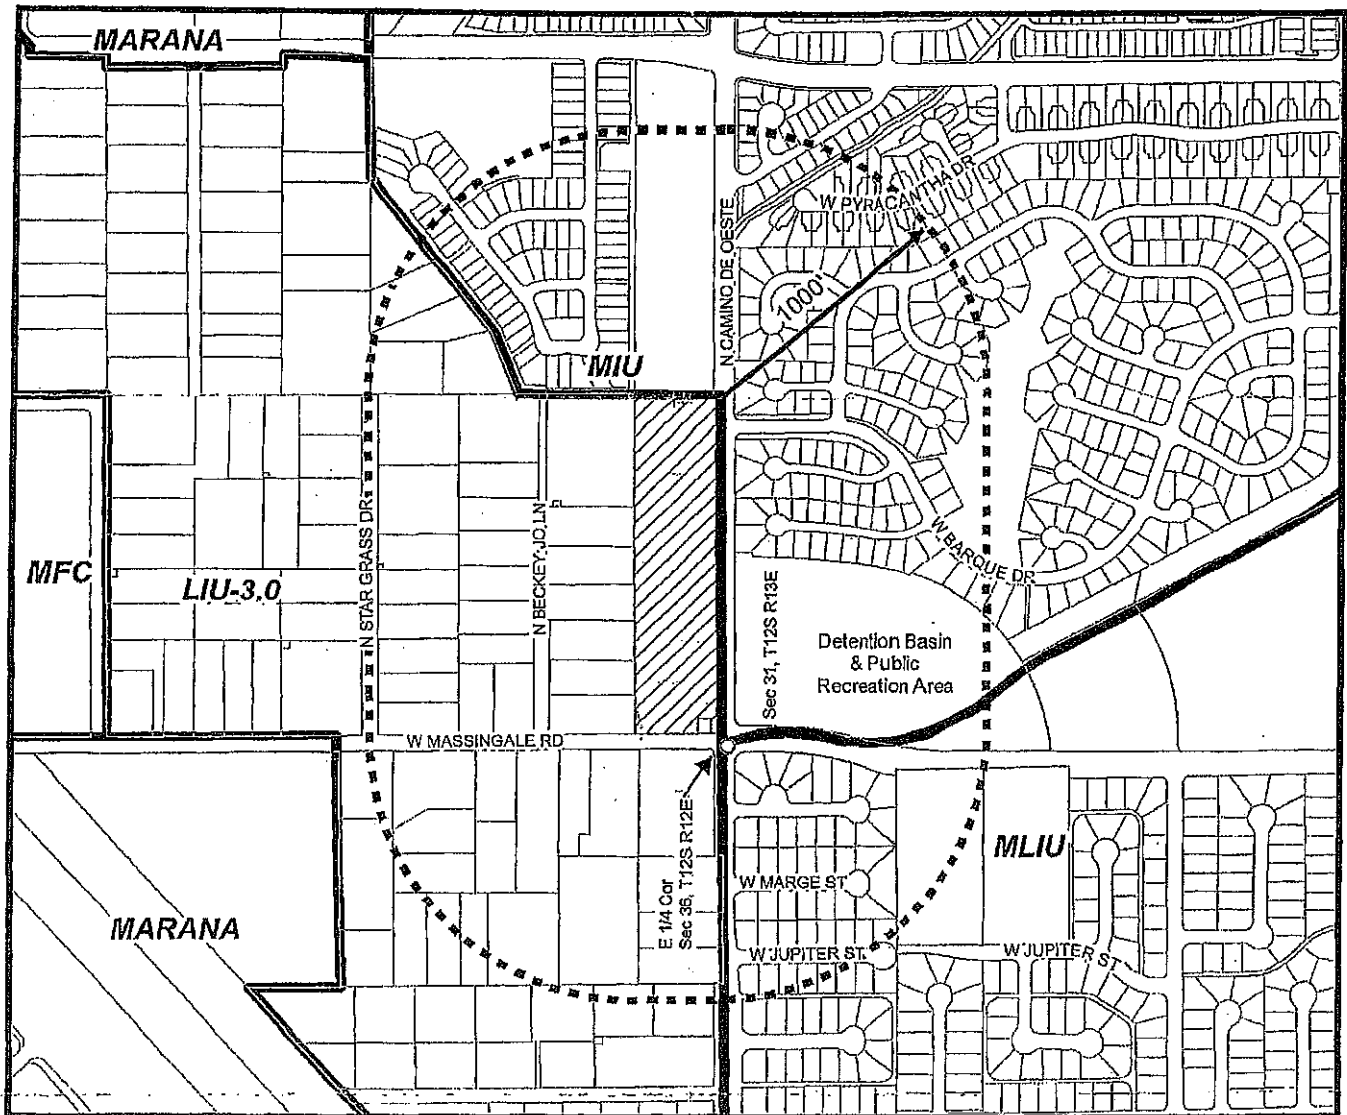 MARANA
W PYRACANTHA DR
N CAMINO DE OESTE
1000'
MIU
MFC
LIU-3.0
N STAR GRASS DR
N BECKEY JO LN
W BARQUE DR
Sec 31, T12S R13E
Detention Basin
& Public
Recreation Area
W MASSINGALE RD
E 1/4 Cor
Sec 36, T12S R12E
MLIU
W MARGE ST
MARANA
W JUPITER ST
W JUPITER ST